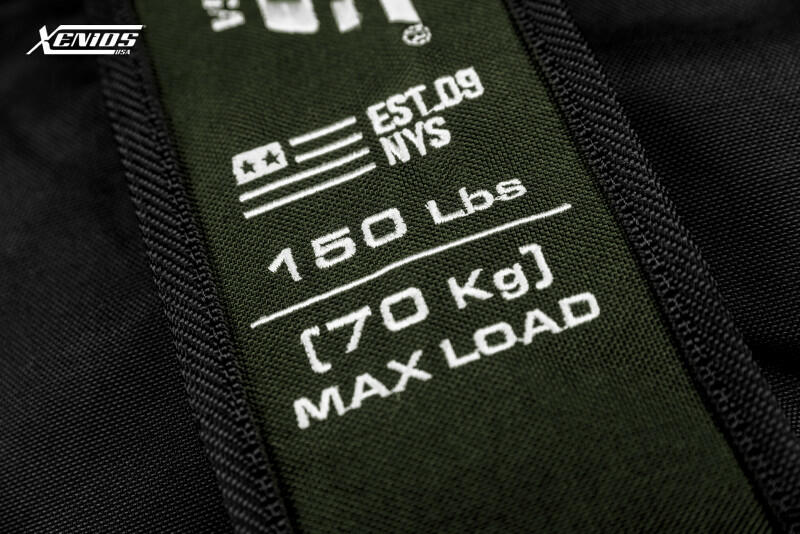 XENIOS
USA
EST.09
NYS
150 Lbs
[70 Kg]
MAX LOAD